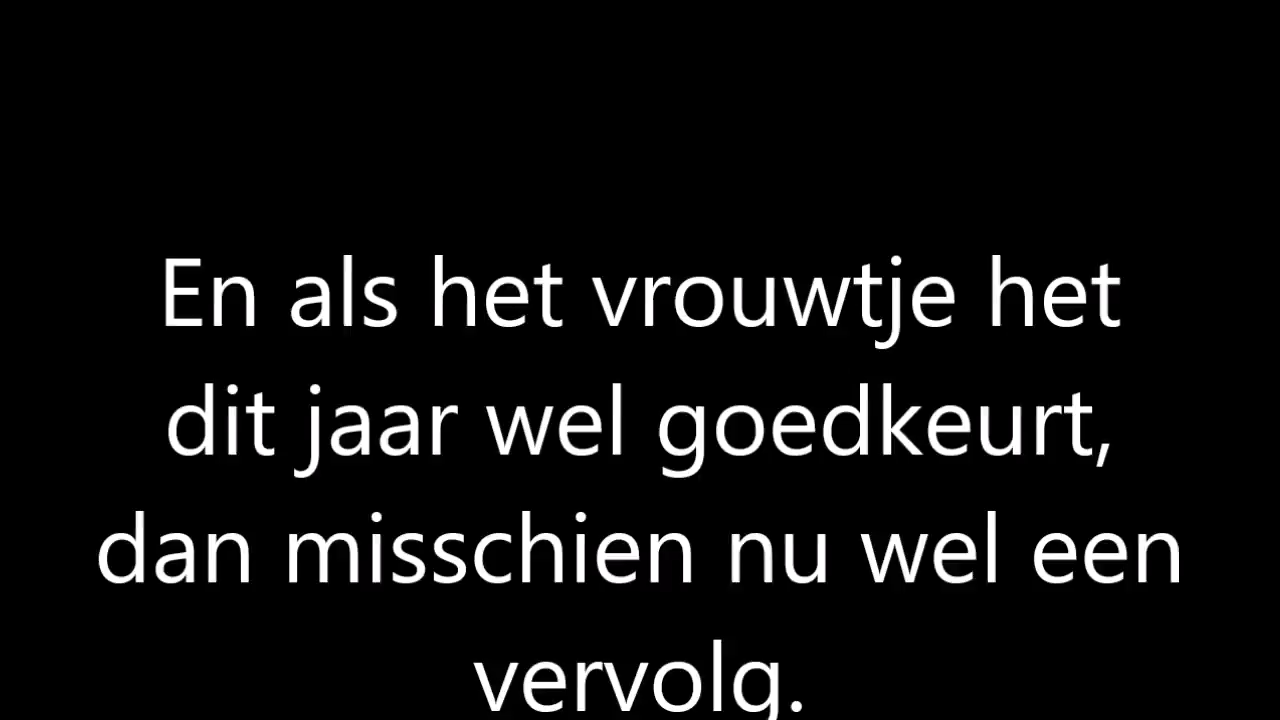 En als het vrouwtje het
dit jaar wel goedkeurt,
dan misschien nu wel een
vervolg.